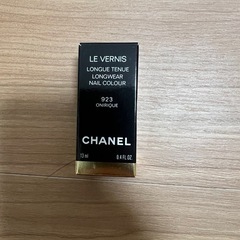 LE VERNIS
LONGUE TENUE
LONGWEAR
NAIL COLOUR
923
ONIRIQUE
CHANEL
13 ml 0.4 FL. OZ.